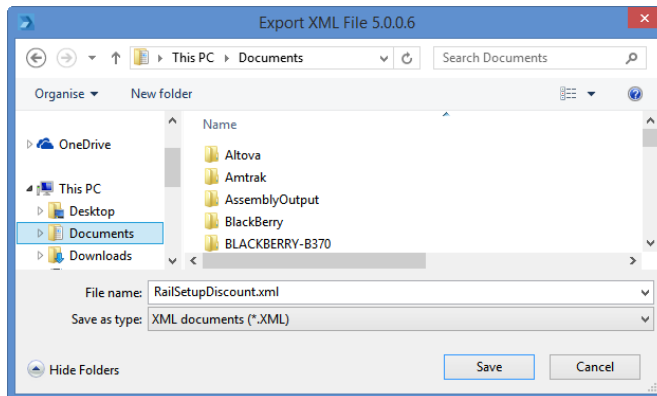 Export XML File 5.0.0.6
This PC Documents
Search Documents
Organise
New folder
Name
OneDrive
This PC
Desktop
Documents
Downloads
Altova
Amtrak
AssemblyOutput
BlackBerry
BLACKBERRY-B370
File name: RailSetupDiscount.xml
Save as type: XML documents (*.XML)
Hide Folders
Save
Cancel